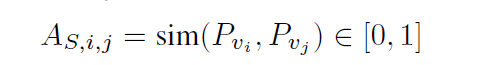 A_{S,i,j} = sim(P_{v_i}, P_{v_j}) ∈ [0, 1]